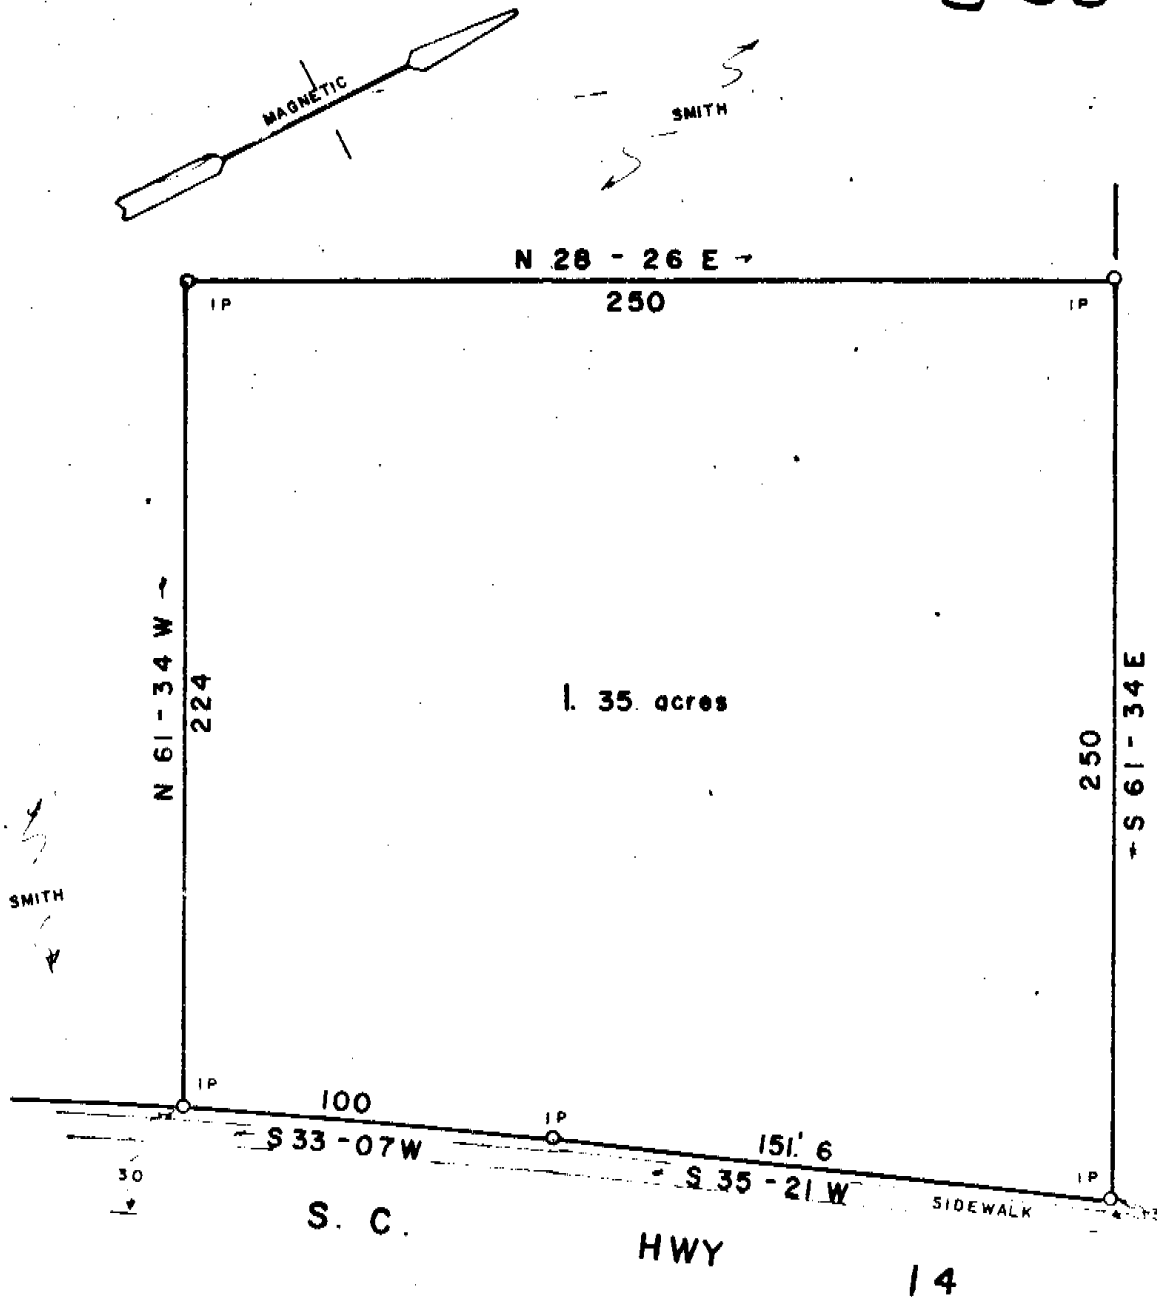 MAGNETIC
SMITH
N 28 - 26 E
IP
250
IP
N 61 - 34 W
224
1. 35 acres
250
S 61 - 34 E
SMITH
IP
100
IP
151.' 6
IP
S 33 - 07 W
S 35 - 21 W
SIDEWALK
30
S. C. HWY 14